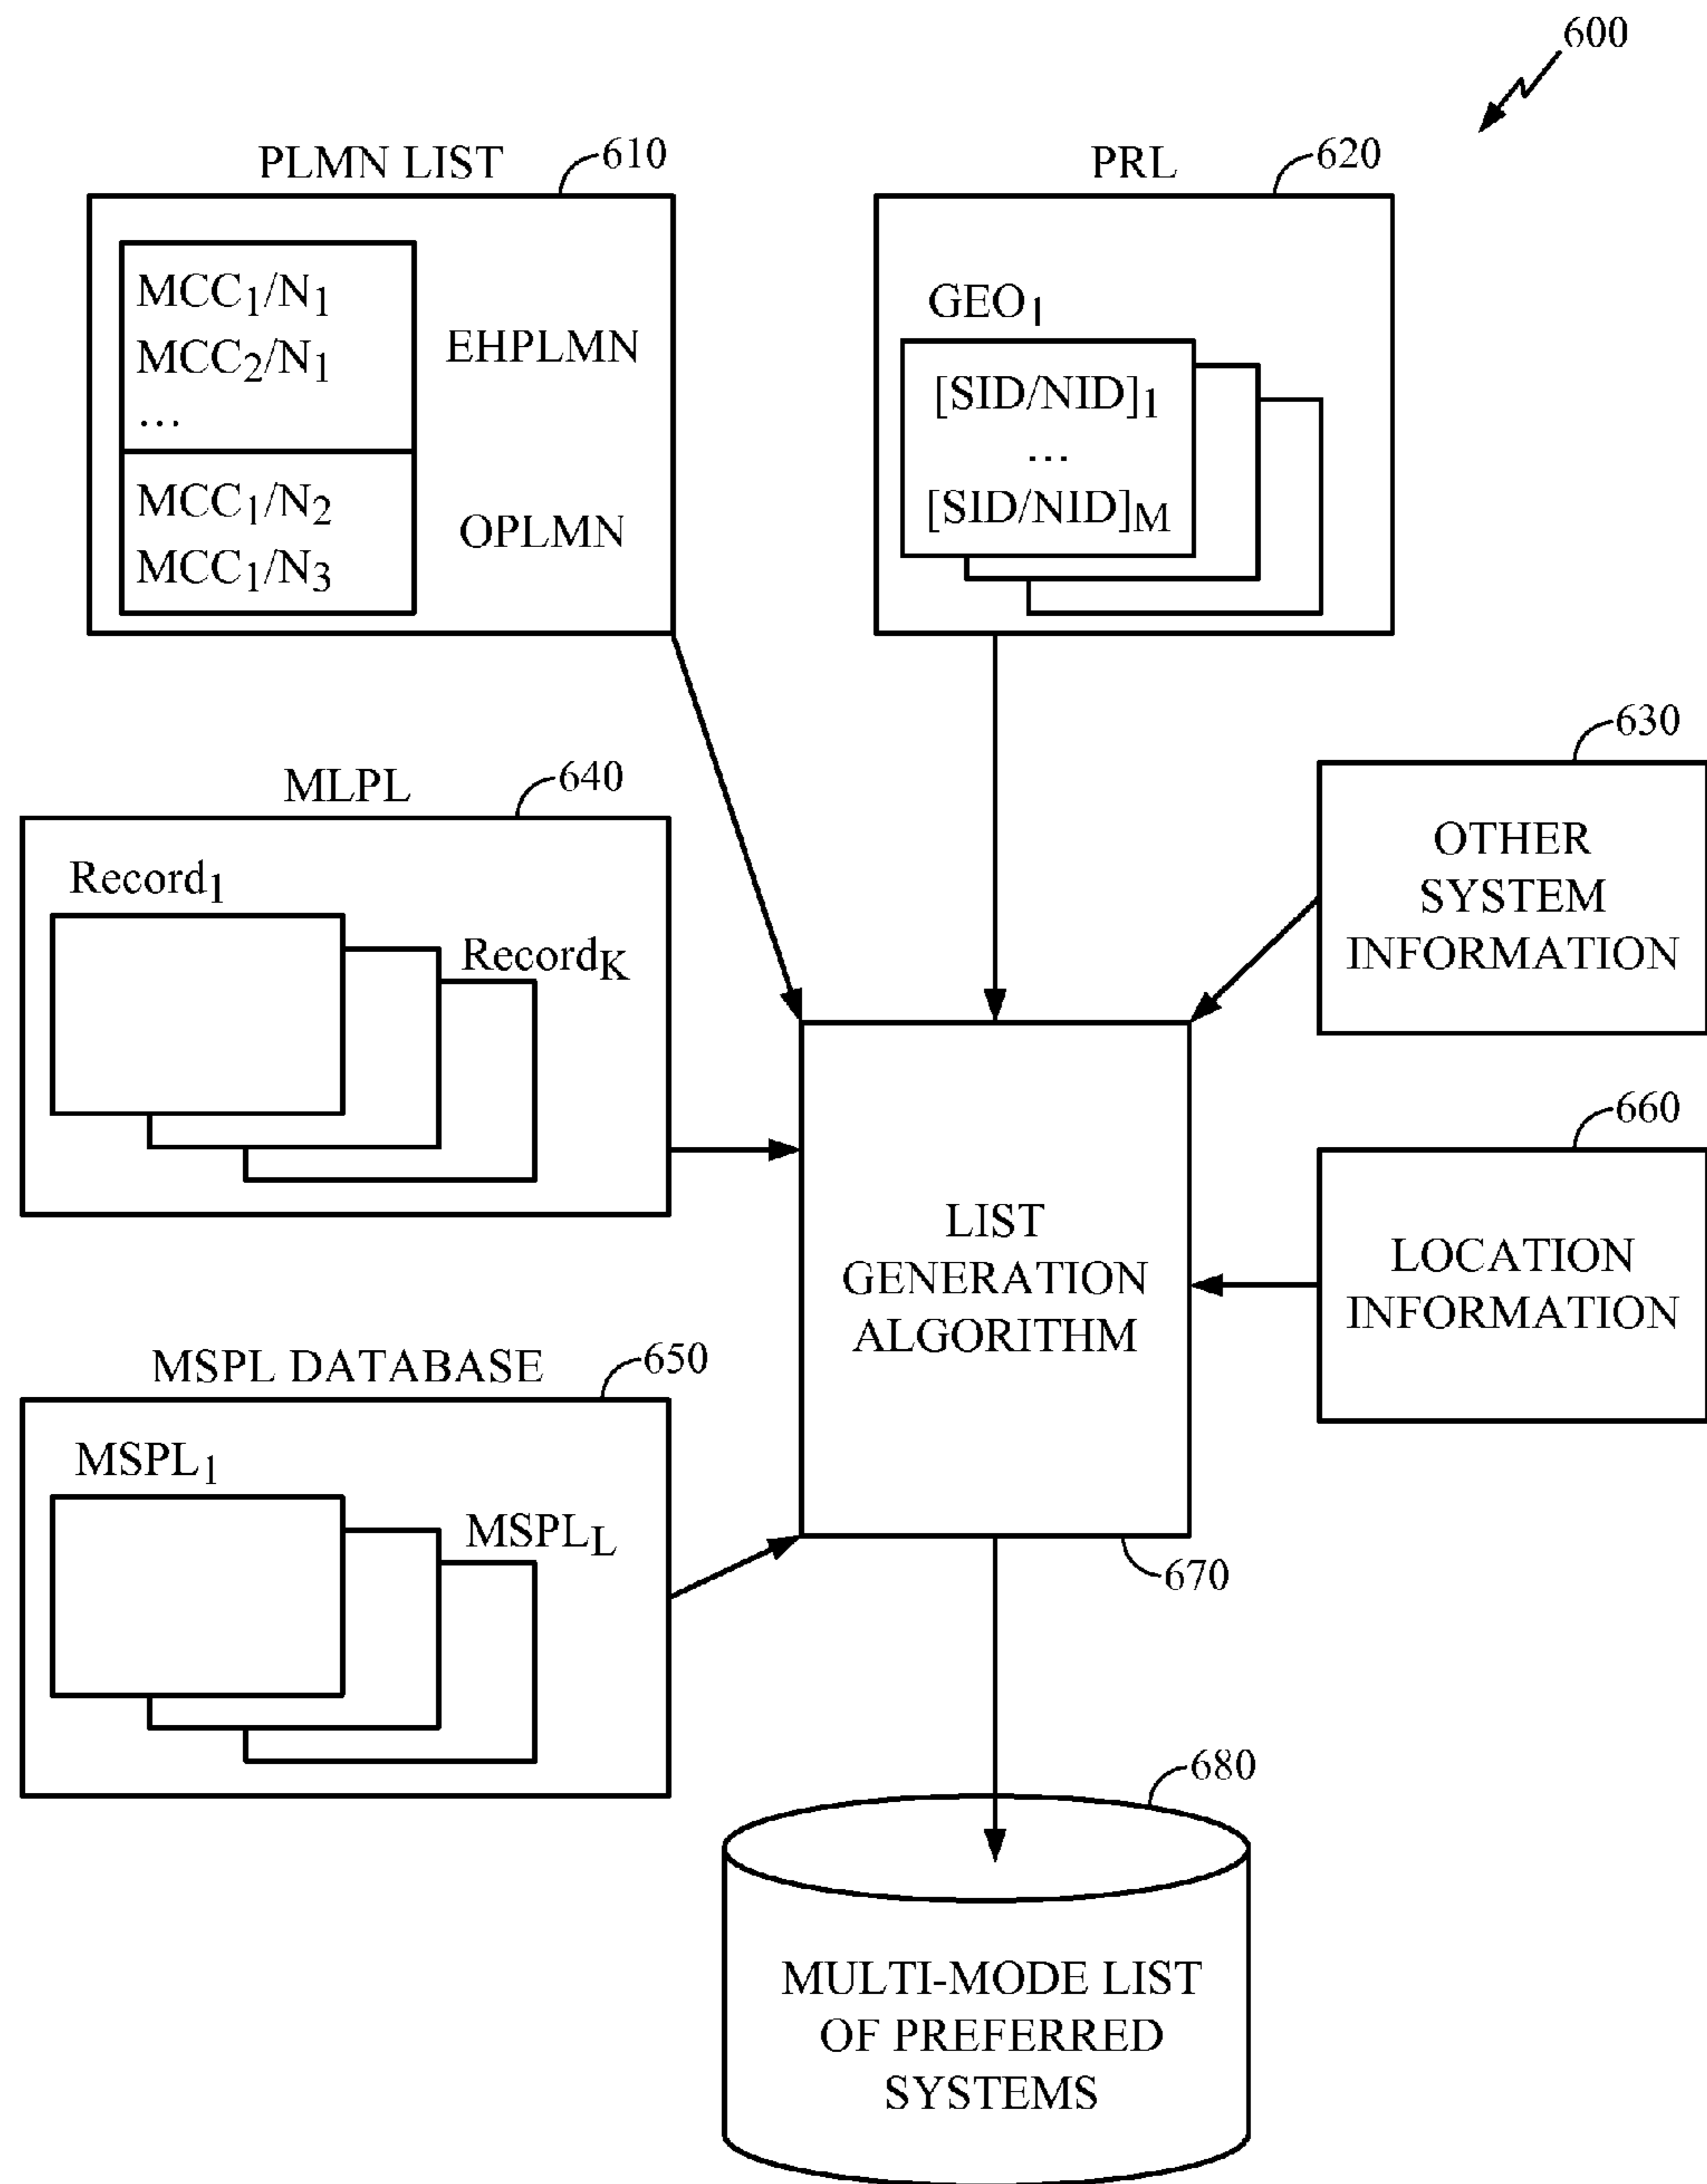 600
PLMN LIST
610
MCC1/N1
MCC2/N1
...
EHPLMN
MCC1/N2
MCC1/N3
OPLMN
PRL
620
GEO1
[SID/NID]1
...
[SID/NID]M
630
OTHER
SYSTEM
INFORMATION
MLPL
640
Record1
RecordK
660
LOCATION
INFORMATION
LIST
GENERATION
ALGORITHM
670
MSPL DATABASE
650
MSPL1
MSPLL
680
MULTI-MODE LIST
OF PREFERRED
SYSTEMS